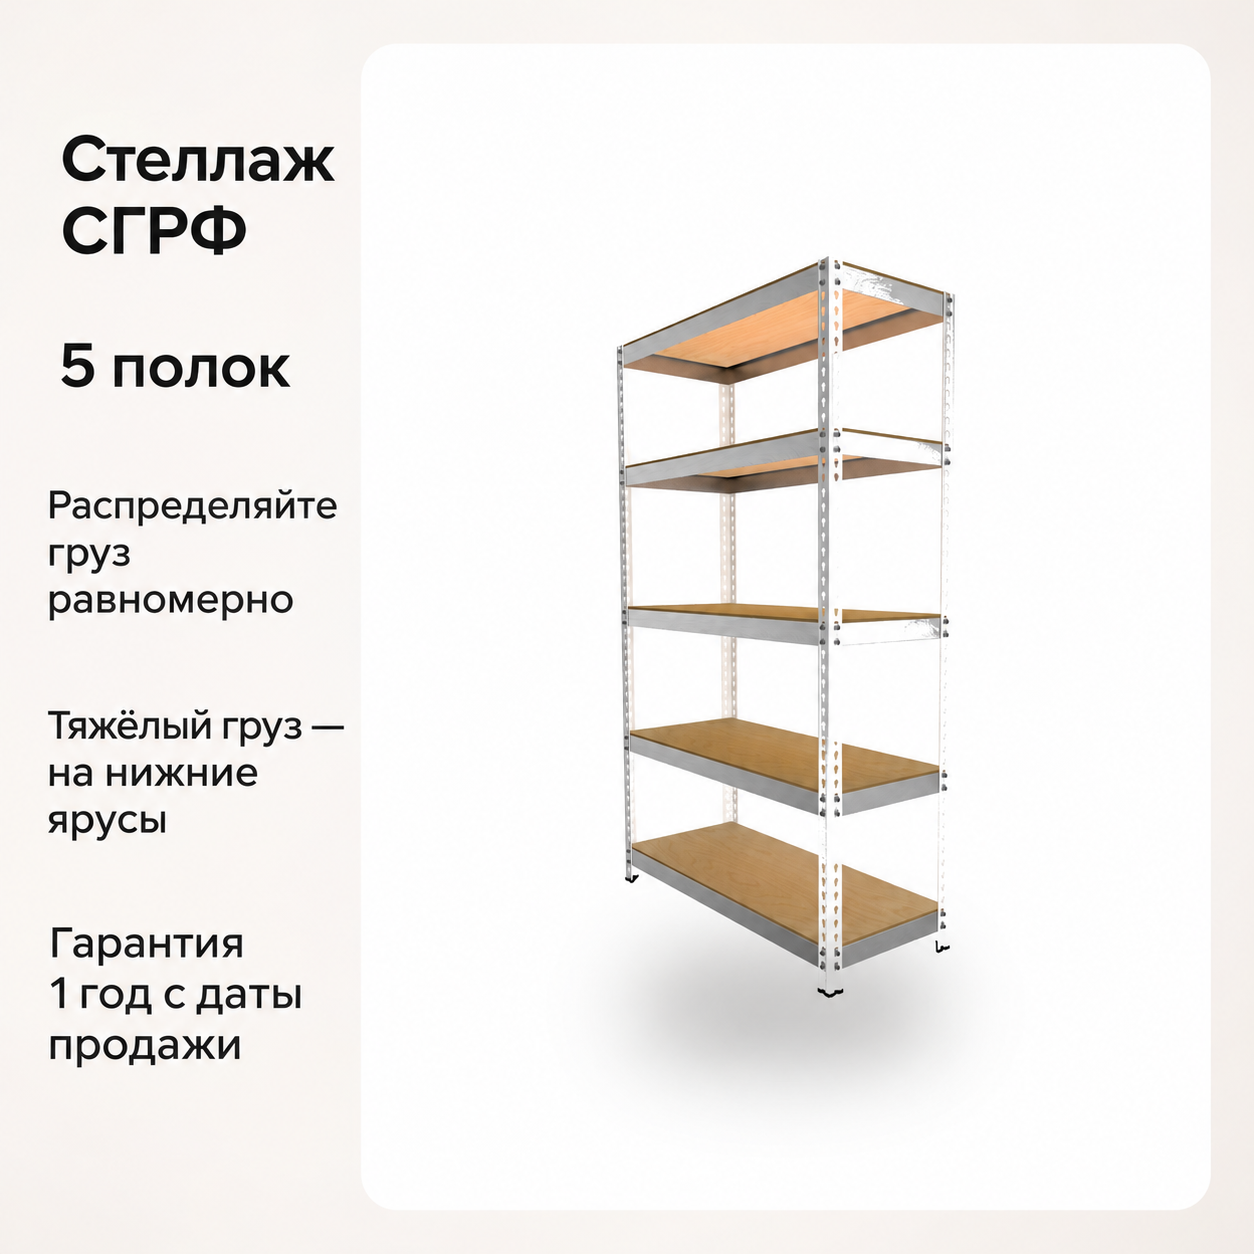 Стеллаж
СГРФ
5 полок
Распределяйте
груз
равномерно
Тяжёлый груз —
на нижние
ярусы
Гарантия
1 год с даты
продажи